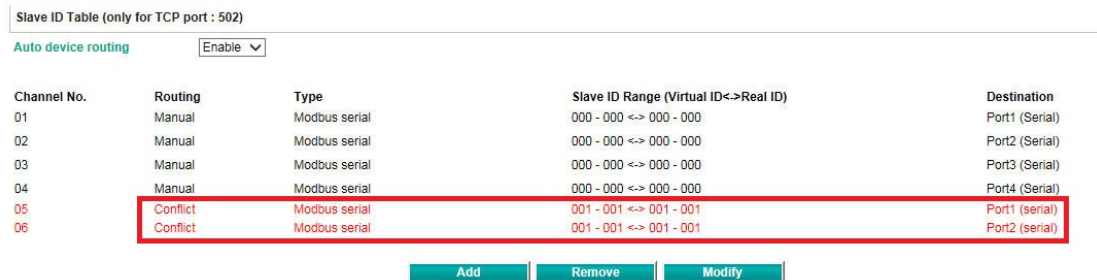 Slave ID Table (only for TCP port : 502)
Auto device routing Enable
Channel No. Routing Type Slave ID Range (Virtual ID<->Real ID) Destination
01 Manual Modbus serial 000 - 000 <-> 000 - 000 Port1 (Serial)
02 Manual Modbus serial 000 - 000 <-> 000 - 000 Port2 (Serial)
03 Manual Modbus serial 000 - 000 <-> 000 - 000 Port3 (Serial)
04 Manual Modbus serial 000 - 000 <-> 000 - 000 Port4 (Serial)
05 Conflict Modbus serial 001 - 001 <-> 001 - 001 Port1 (serial)
06 Conflict Modbus serial 001 - 001 <-> 001 - 001 Port2 (serial)
Add Remove Modify